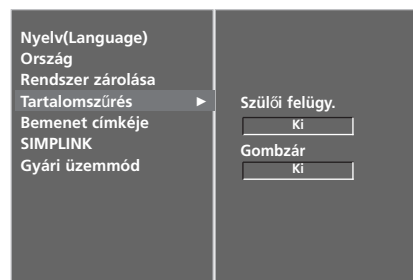 Nyelv(Language)
Ország
Rendszer zárolása
Tartalomszűrés ►
Bemenet címkéje
SIMPLINK
Gyári üzemmód
Szülői felügy.
Ki
Gombzár
Ki